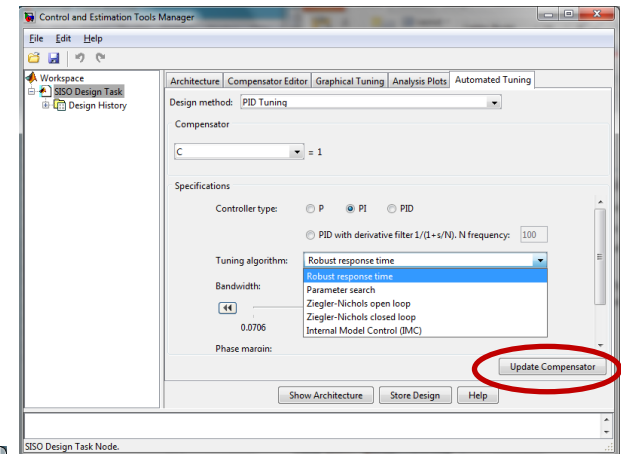 Control and Estimation Tools Manager
File Edit Help
Workspace
SISO Design Task
Design History
Architecture Compensator Editor Graphical Tuning Analysis Plots Automated Tuning
Design method: PID Tuning
Compensator
C = 1
Specifications
Controller type: P PI PID
PID with derivative filter 1/(1+s/N). N frequency: 100
Tuning algorithm: Robust response time
Robust response time
Parameter search
Bandwidth:
Ziegler-Nichols open loop
Ziegler-Nichols closed loop
0.0706
Internal Model Control (IMC)
Phase margin:
Update Compensator
Show Architecture Store Design Help
SISO Design Task Node.